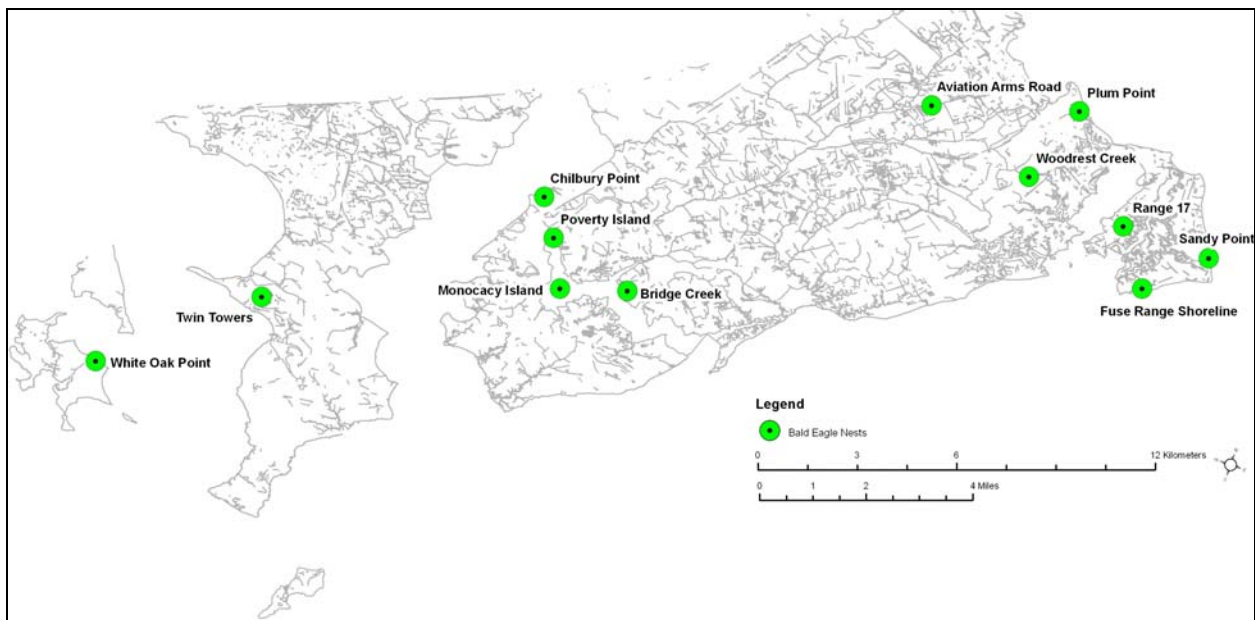 Aviation Arms Road
Plum Point
Woodrest Creek
Chilbury Point
Range 17
Poverty Island
Sandy Point
Monocacy Island
Bridge Creek
Twin Towers
Fuse Range Shoreline
White Oak Point
Legend
Bald Eagle Nests
0 3 6 12 Kilometers
0 1 2 4 Miles